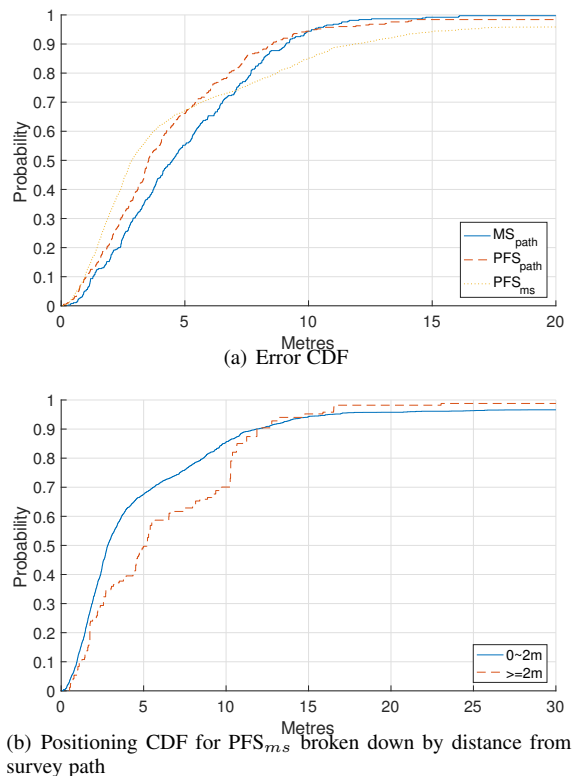 1
0.9
0.8
0.7
0.6
0.5
0.4
0.3
0.2
0.1
0
Probability
MS_path
PFS_path
PFS_ms
0 5 10 15 20
Metres
(a) Error CDF
1
0.9
0.8
0.7
0.6
0.5
0.4
0.3
0.2
0.1
0
Probability
0~2m
>=2m
0 5 10 15 20 25 30
Metres
(b) Positioning CDF for PFS_ms broken down by distance from
survey path